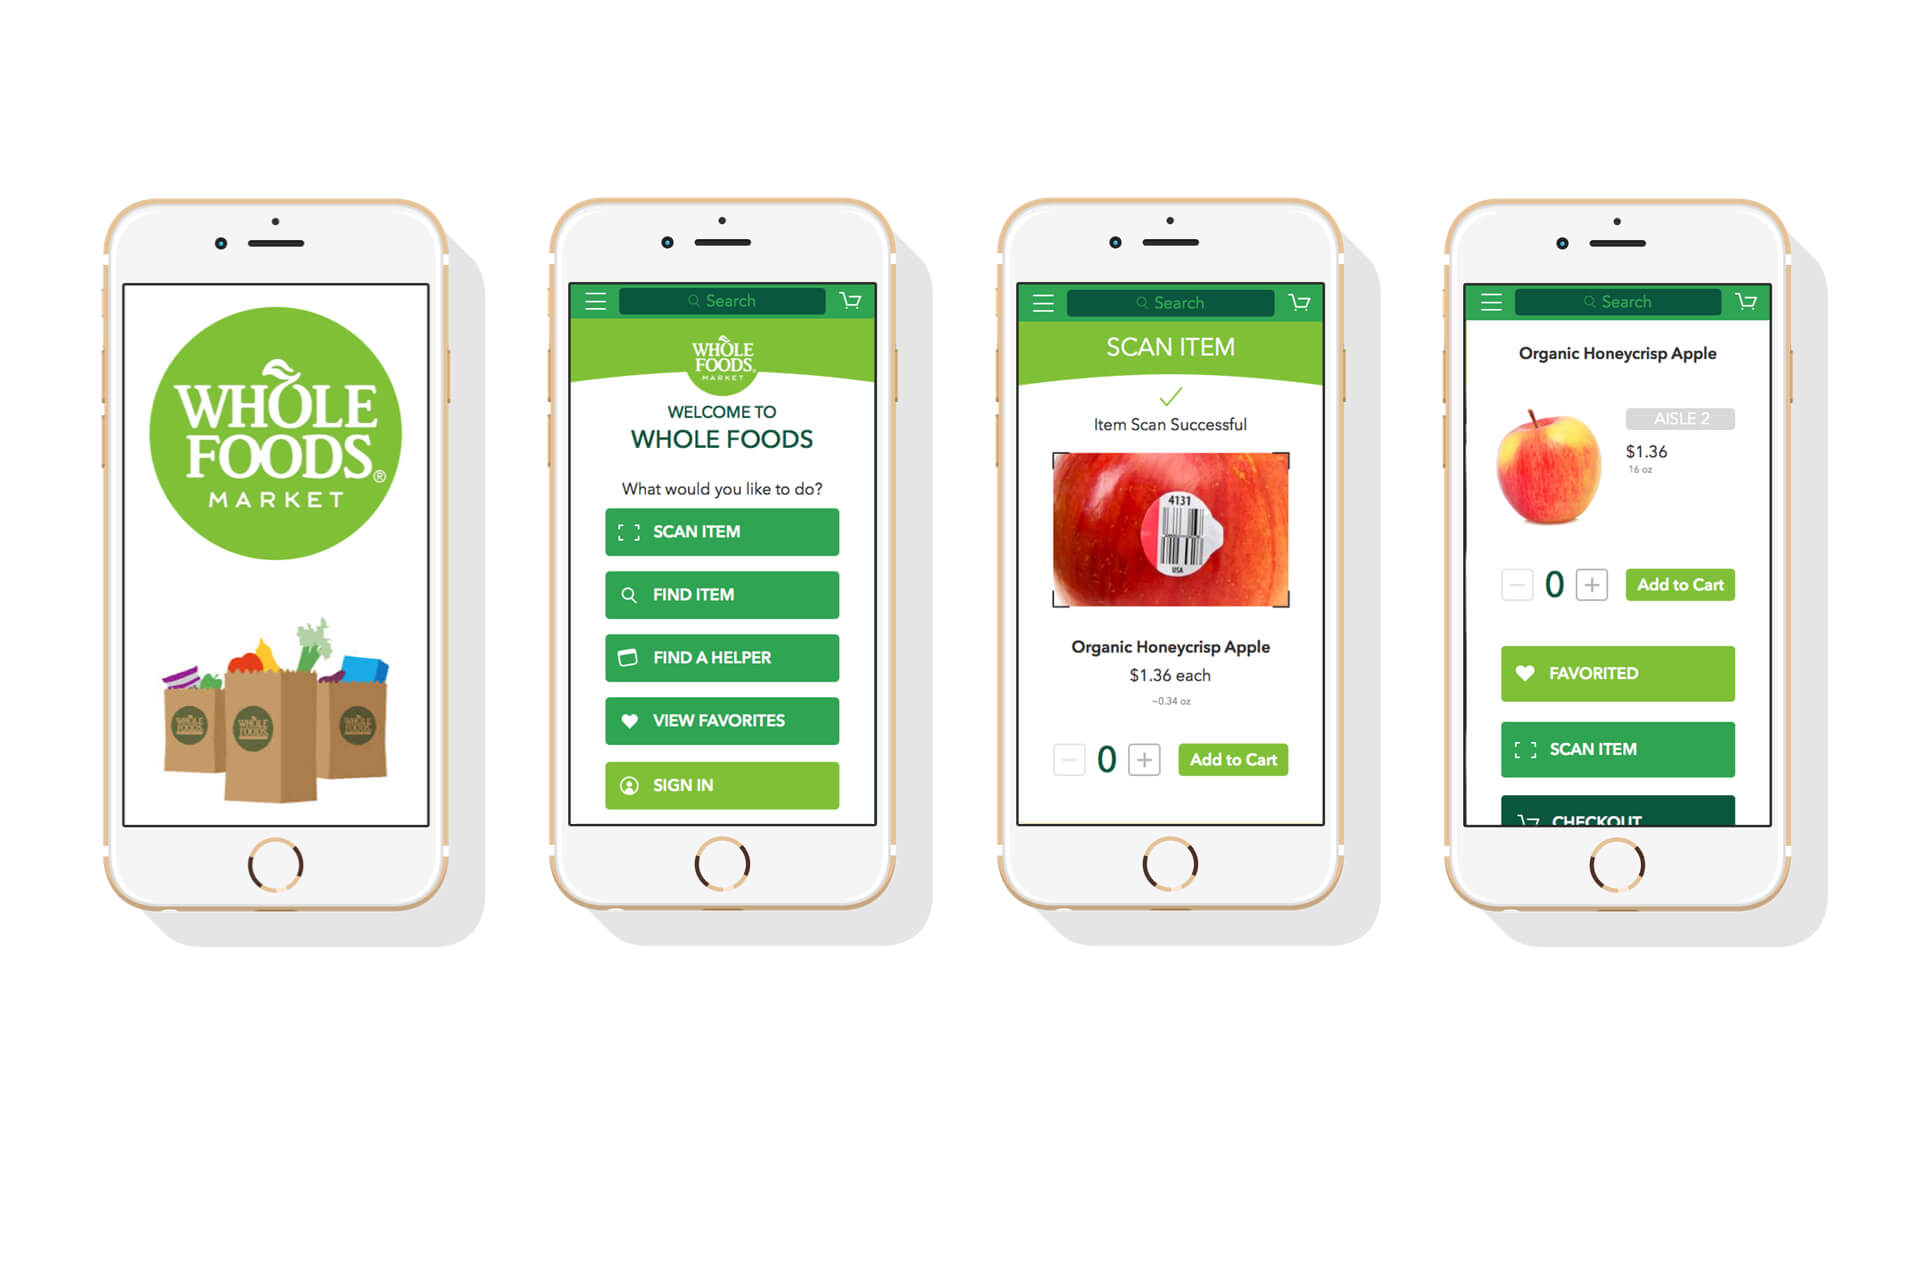 WHOLE
FOODS®
MARKET
WHOLE
FOODS
WHOLE
FOODS
WHOLE
FOODS
Search
WHOLE
FOODS
MARKET
WELCOME TO
WHOLE FOODS
What would you like to do?
SCAN ITEM
FIND ITEM
FIND A HELPER
VIEW FAVORITES
SIGN IN
Search
SCAN ITEM
Item Scan Successful
4131
USA
Organic Honeycrisp Apple
$1.36 each
~0.34 oz
0
Add to Cart
Search
Organic Honeycrisp Apple
AISLE 2
$1.36
16 oz
0
Add to Cart
FAVORITED
SCAN ITEM
CHECKOUT